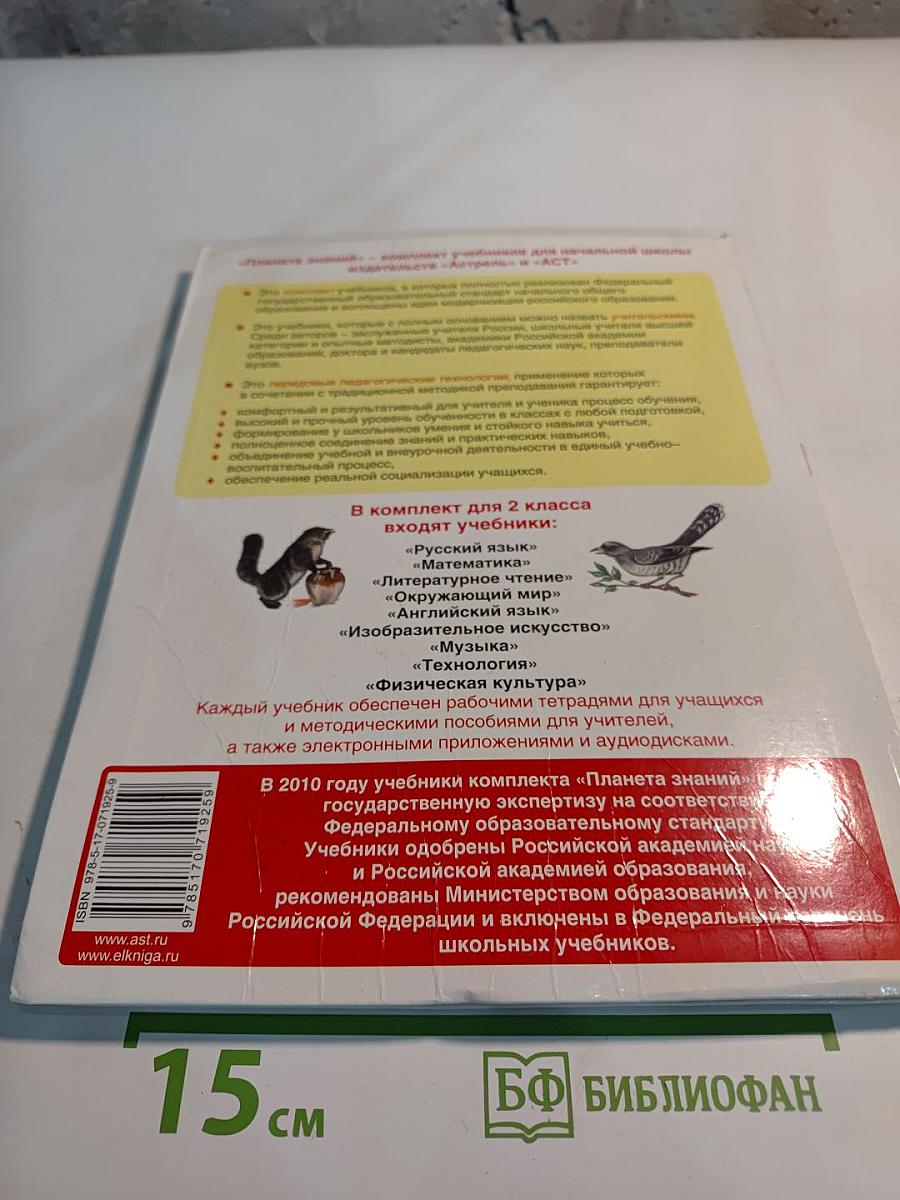 «Планета знаний» – комплект учебников для начальной школы
издательств «Астрель» и «АСТ»
Это комплект учебников, в которых полностью реализован Федеральный
государственный образовательный стандарт начального общего
образования и воплощены идеи модернизации российского образования.
Это учебники, которые с полным основанием можно назвать учительскими.
Среди авторов – заслуженные учителя России, школьные учителя высшей
категории и опытные методисты, академики Российской академии
образования, доктора и кандидаты педагогических наук, преподаватели
вузов.
Это передовые педагогические технологии, применение которых
в сочетании с традиционной методикой преподавания гарантирует:
комфортный и результативный для учителя и ученика процесс обучения,
высокий и прочный уровень обученности в классах с любой подготовкой,
формирование у школьников умения и стойкого навыка учиться,
полноценное соединение знаний и практических навыков,
объединение учебной и внеурочной деятельности в единый учебно–
воспитательный процесс,
обеспечение реальной социализации учащихся.
В комплект для 2 класса
входят учебники:
«Русский язык»
«Математика»
«Литературное чтение»
«Окружающий мир»
«Английский язык»
«Изобразительное искусство»
«Музыка»
«Технология»
«Физическая культура»
Каждый учебник обеспечен рабочими тетрадями для учащихся
и методическими пособиями для учителей,
а также электронными приложениями и аудиодисками.
В 2010 году учебники комплекта «Планета знаний»
государственную экспертизу на
Федеральному образовательному
Учебники одобрены Российской академией
и Российской академией образования,
рекомендованы Министерством образования и науки
Российской Федерации и включены в Федеральный
школьных учебников.
ISBN 978-5-17-071925-9
9 785170 719259
www.ast.ru
www.elkniga.ru
15 см
БФ БИБЛИОФАН